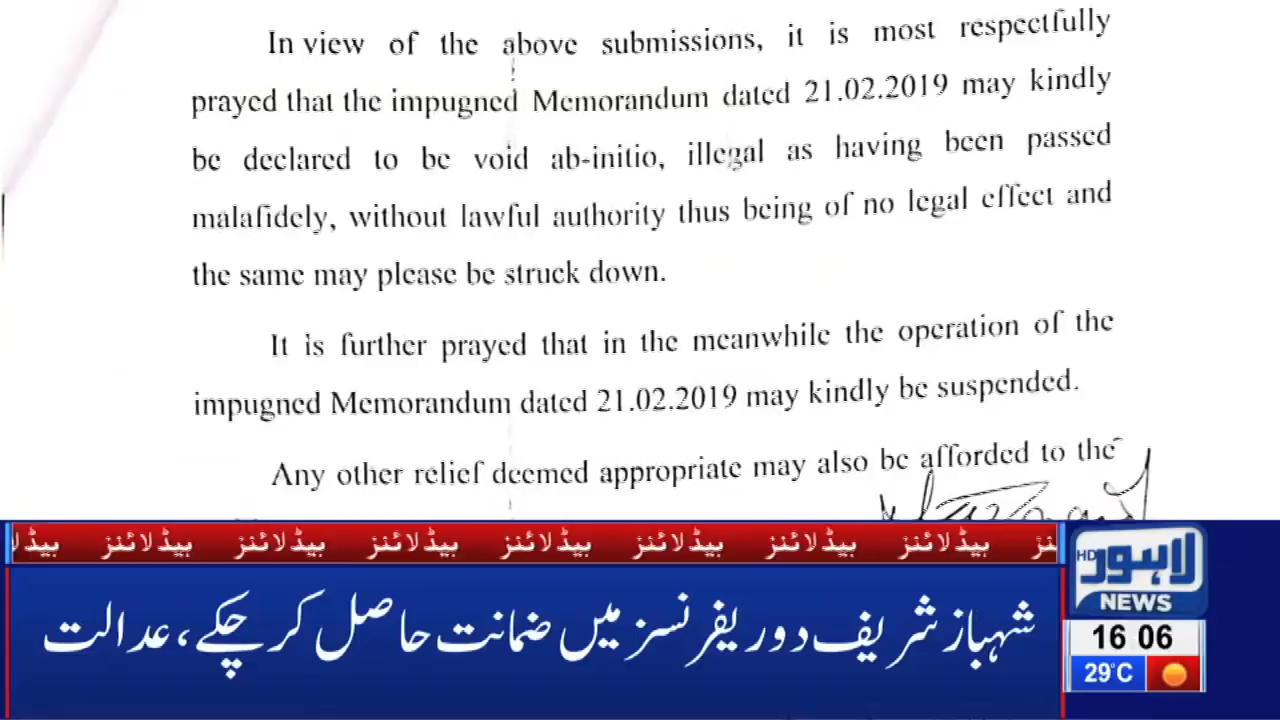 In view of the above submissions, it is most respectfully
prayed that the impugned Memorandum dated 21.02.2019 may kindly
be declared to be void ab-initio, illegal as having been passed
malafidely, without lawful authority thus being of no legal effect and
the same may please be struck down.
It is further prayed that in the meanwhile the operation of the
impugned Memorandum dated 21.02.2019 may kindly be suspended.
Any other relief deemed appropriate may also be afforded to the
ہیڈلائنز ہیڈلائنز ہیڈلائنز ہیڈلائنز ہیڈلائنز ہیڈلائنز ہیڈلائنز
شہباز شریف دو ریفرنسز میں ضمانت حاصل کر چکے، عدالت
لاہور HD
NEWS
16 06
29°C